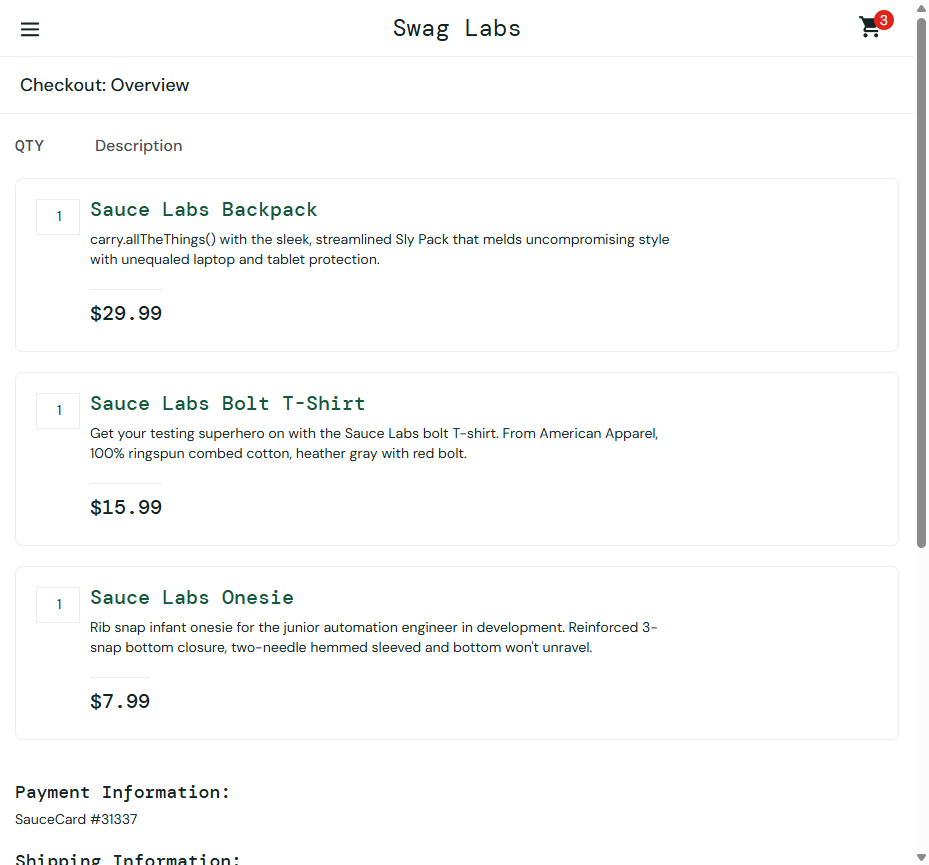 Swag Labs
3
Checkout: Overview
QTY Description
1
Sauce Labs Backpack
carry.allTheThings() with the sleek, streamlined Sly Pack that melds uncompromising style
with unequaled laptop and tablet protection.
$29.99
1
Sauce Labs Bolt T-Shirt
Get your testing superhero on with the Sauce Labs bolt T-shirt. From American Apparel,
100% ringspun combed cotton, heather gray with red bolt.
$15.99
1
Sauce Labs Onesie
Rib snap infant onesie for the junior automation engineer in development. Reinforced 3-
snap bottom closure, two-needle hemmed sleeved and bottom won't unravel.
$7.99
Payment Information:
SauceCard #31337
Shipping Information: